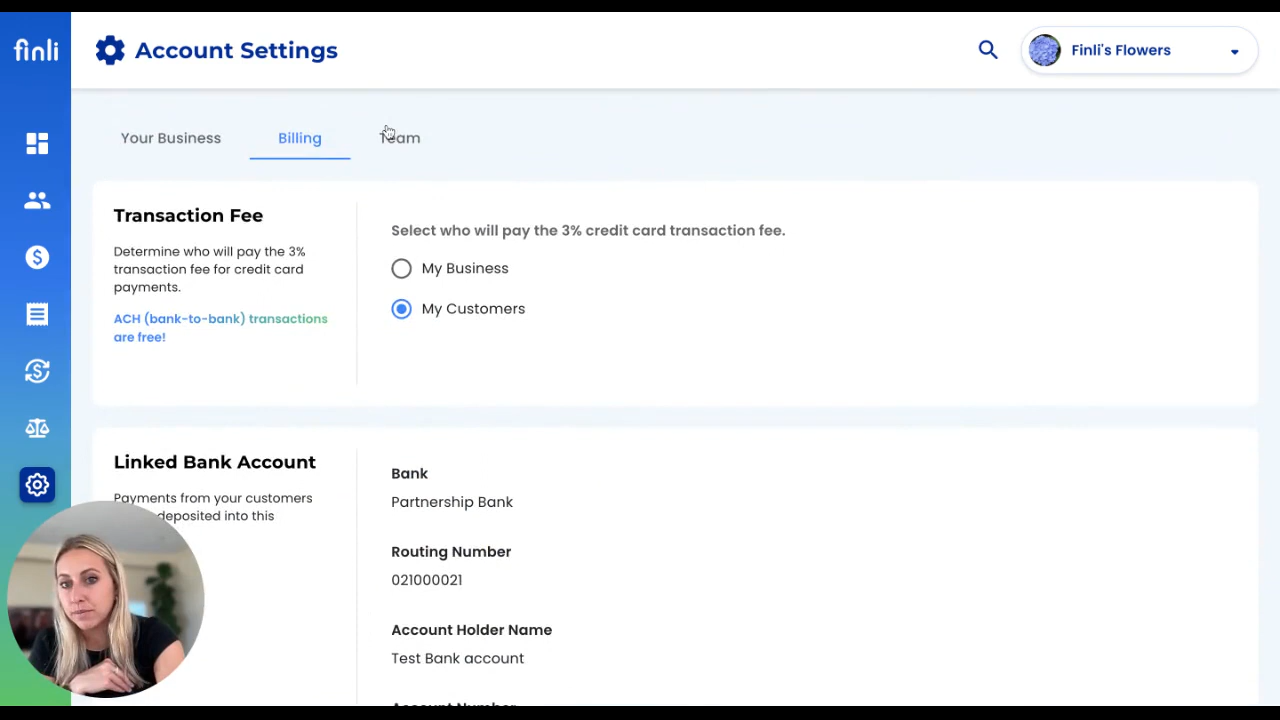 finli
Account Settings
Finli's Flowers
Your Business
Billing
Team
Transaction Fee
Determine who will pay the 3%
transaction fee for credit card
payments.
ACH (bank-to-bank) transactions
are free!
Select who will pay the 3% credit card transaction fee.
My Business
My Customers
Linked Bank Account
Payments from your customers
deposited into this
Bank
Partnership Bank
Routing Number
021000021
Account Holder Name
Test Bank account
Account Number